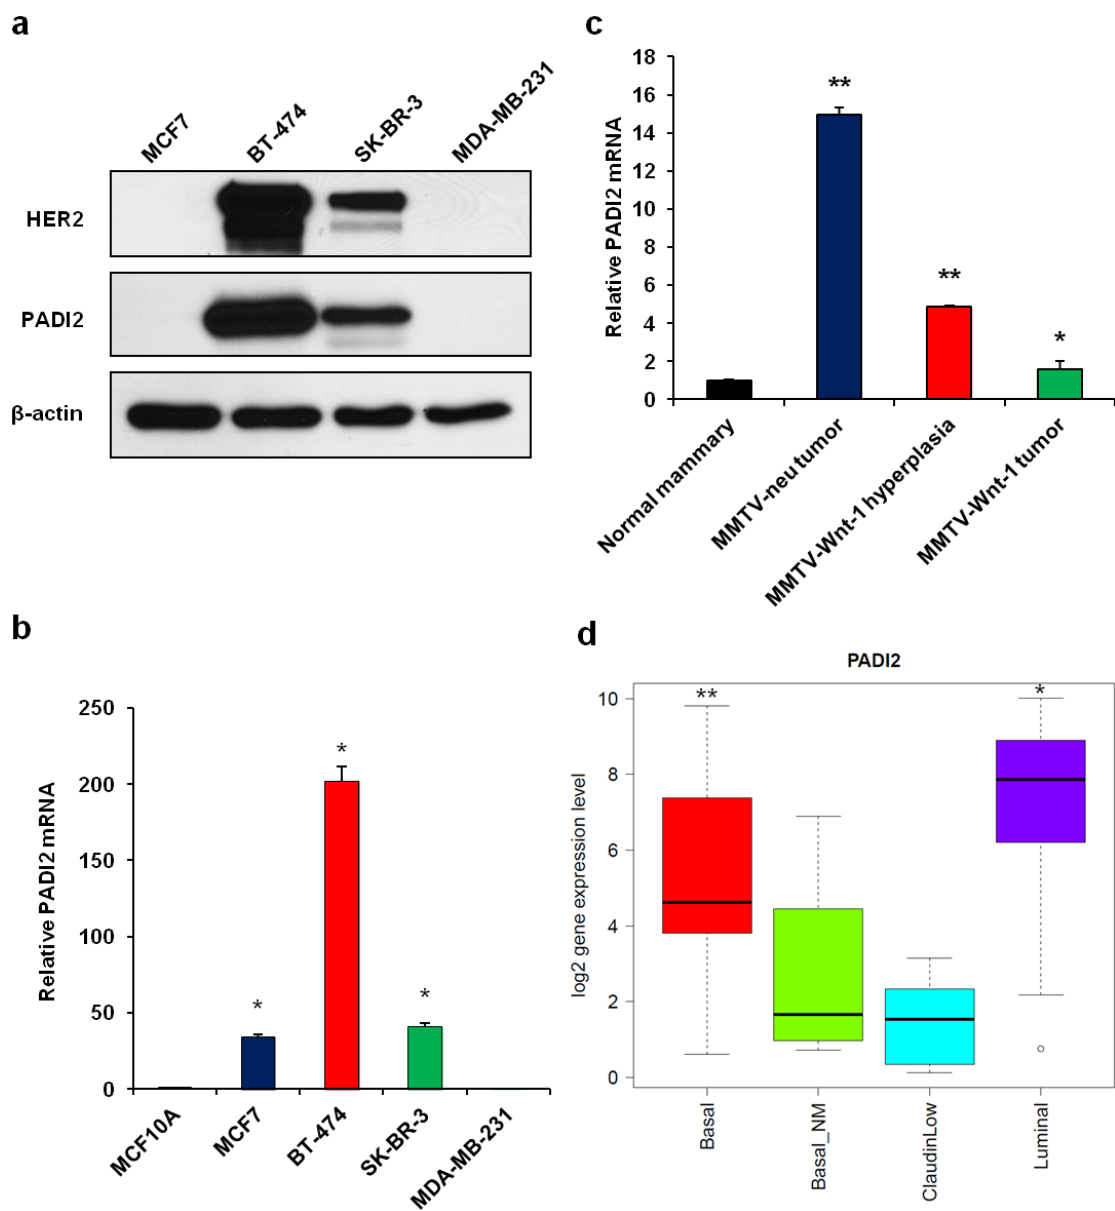 a
MCF7
BT-474
SK-BR-3
MDA-MB-231
HER2
PADI2
β-actin
b
Relative PADI2 mRNA
250
200
150
100
50
0
*
*
*
MCF10A
MCF7
BT-474
SK-BR-3
MDA-MB-231
c
Relative PADI2 mRNA
18
16
14
12
10
8
6
4
2
0
**
**
*
Normal mammary
MMTV-neu tumor
MMTV-Wnt-1 hyperplasia
MMTV-Wnt-1 tumor
d
PADI2
log2 gene expression level
10
8
6
4
2
0
**
*
Basal
Basal_NM
ClaudinLow
Luminal